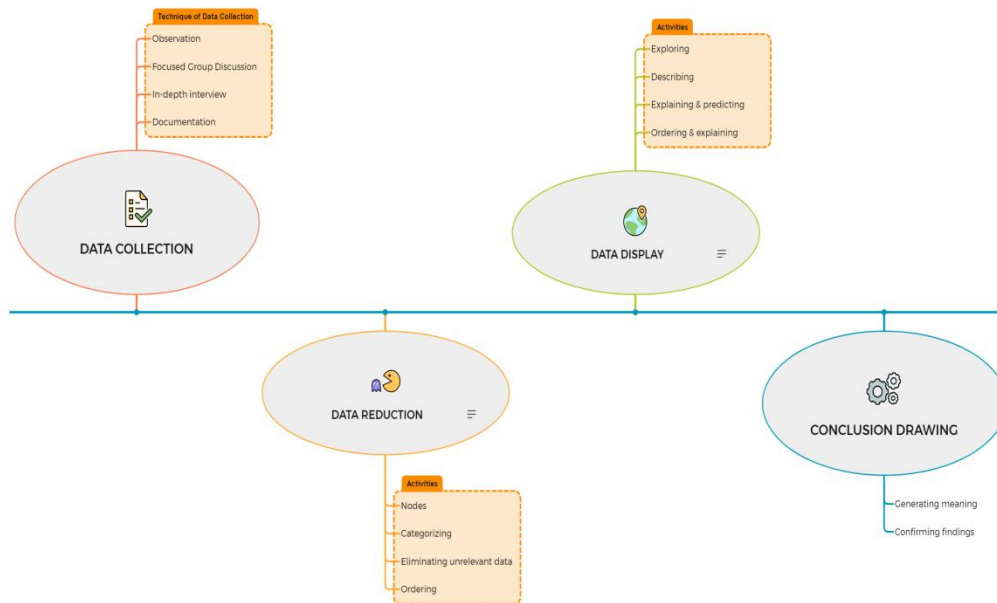 Technique of Data Collection
Observation
Focused Group Discussion
In-depth interview
Documentation
DATA COLLECTION
Activities
Exploring
Describing
Explaining & predicting
Ordering & explaining
DATA DISPLAY
DATA REDUCTION
Activities
Nodes
Categorizing
Eliminating unrelevant data
Ordering
CONCLUSION DRAWING
Generating meaning
Confirming findings